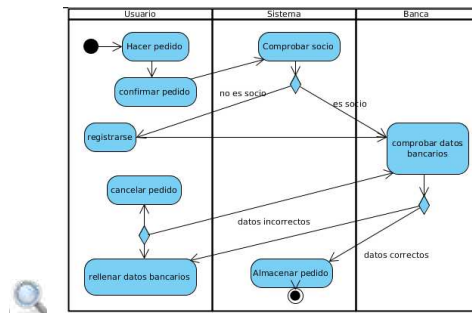 Usuario
Sistema
Banca
Hacer pedido
Comprobar socio
confirmar pedido
no es socio
es socio
registrarse
comprobar datos
bancarios
cancelar pedido
datos incorrectos
datos correctos
rellenar datos bancarios
Almacenar pedido